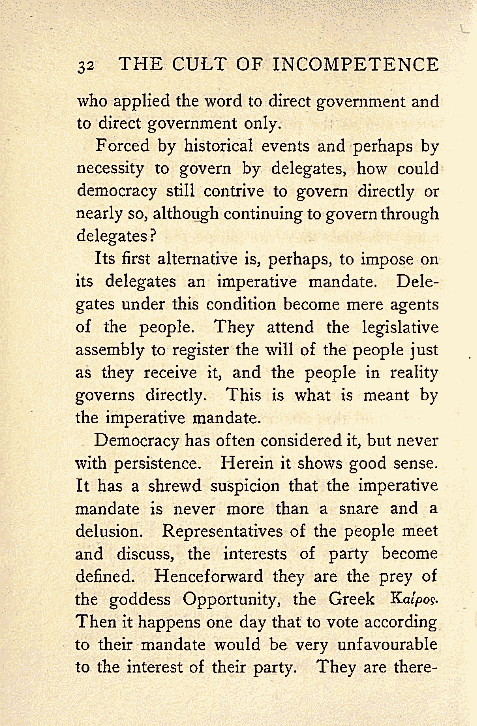 32 THE CULT OF INCOMPETENCE
who applied the word to direct government and
to direct government only.
Forced by historical events and perhaps by
necessity to govern by delegates, how could
democracy still contrive to govern directly or
nearly so, although continuing to govern through
delegates?
Its first alternative is, perhaps, to impose on
its delegates an imperative mandate. Dele-
gates under this condition become mere agents
of the people. They attend the legislative
assembly to register the will of the people just
as they receive it, and the people in reality
governs directly. This is what is meant by
the imperative mandate.
Democracy has often considered it, but never
with persistence. Herein it shows good sense.
It has a shrewd suspicion that the imperative
mandate is never more than a snare and a
delusion. Representatives of the people meet
and discuss, the interests of party become
defined. Henceforward they are the prey of
the goddess Opportunity, the Greek Καίρος.
Then it happens one day that to vote according
to their mandate would be very unfavourable
to the interest of their party. They are there-